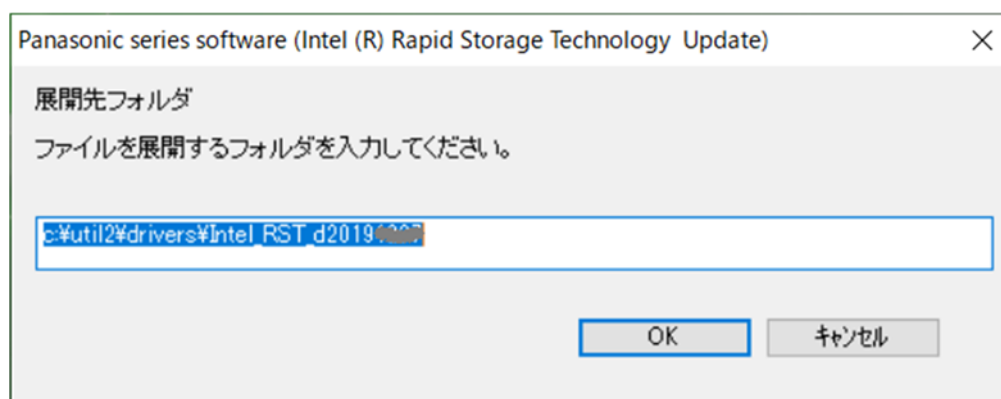 Panasonic series software (Intel (R) Rapid Storage Technology Update)
展開先フォルダ
ファイルを展開するフォルダを入力してください。
c:¥util2¥drivers¥Intel_RST_d2019
OK
キャンセル